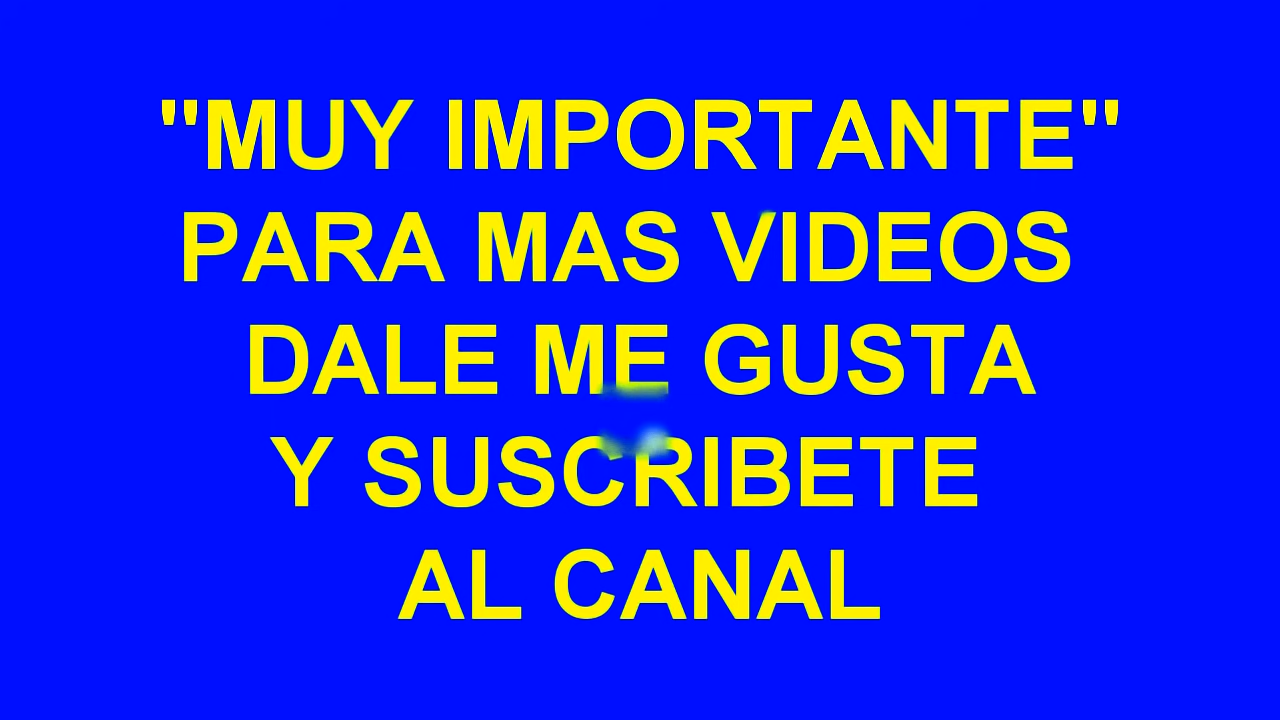 "MUY IMPORTANTE"
PARA MAS VIDEOS
DALE ME GUSTA
Y SUSCRIBETE
AL CANAL